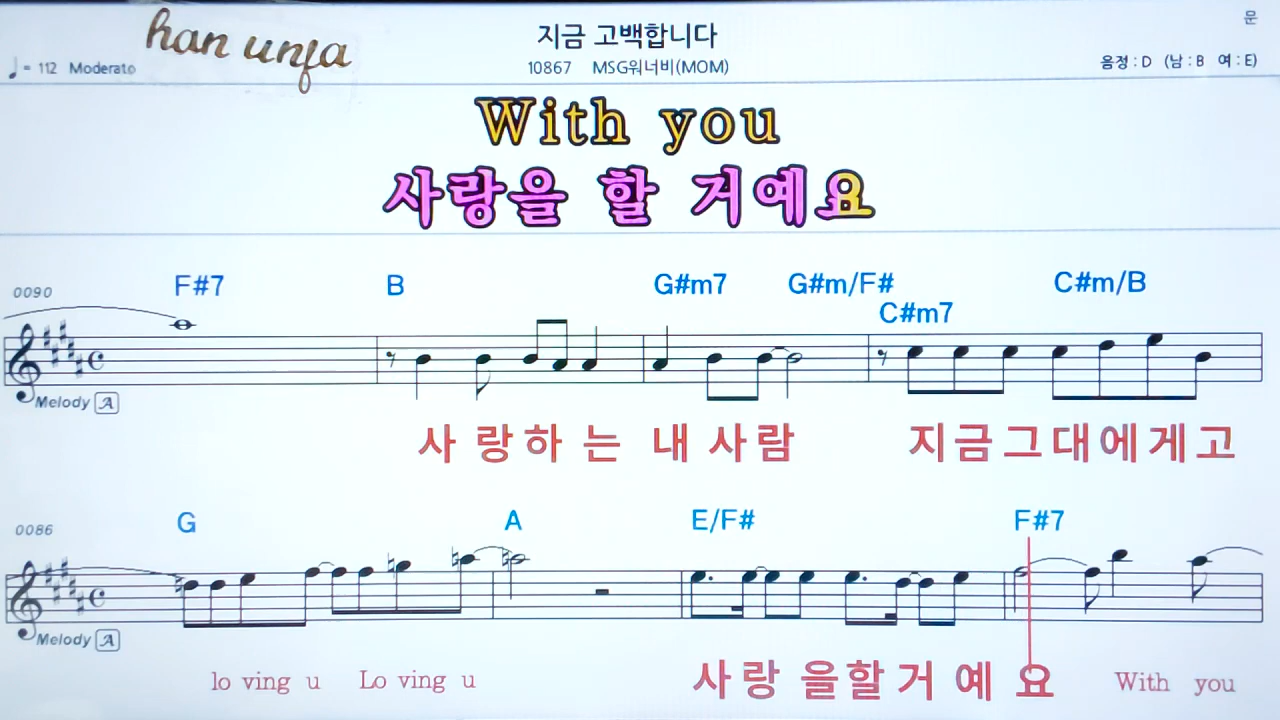 han unfa
지금 고백합니다
문
♩= 112 Moderato
10867 MSG워너비(MOM)
음정 : D (남 : B 여 : E)
With you
사랑을 할 거예요
0090
F#7 B G#m7 G#m/F# C#m7 C#m/B
Melody A
사 랑 하 는 내 사 람 지 금 그 대 에 게 고
0086
G A E/F# F#7
Melody A
lo ving u Lo ving u 사 랑 을 할 거 예 요 With you